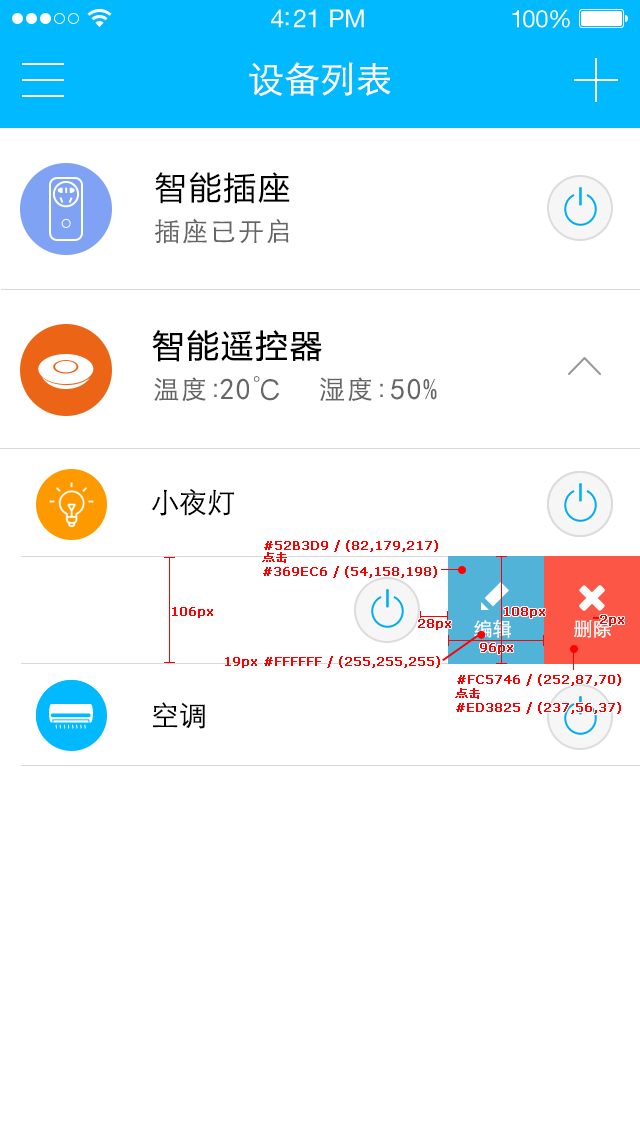 4:21 PM 100%
设备列表
智能插座
插座已开启
智能遥控器
温度:20℃ 湿度:50%
小夜灯
#52B3D9 / (82,179,217)
点击
#369EC6 / (54,158,198)
106px
28px
108px
2px
编辑
删除
96px
19px #FFFFFF / (255,255,255)
#FC5746 / (252,87,70)
点击
#ED3825 / (237,56,37)
空调